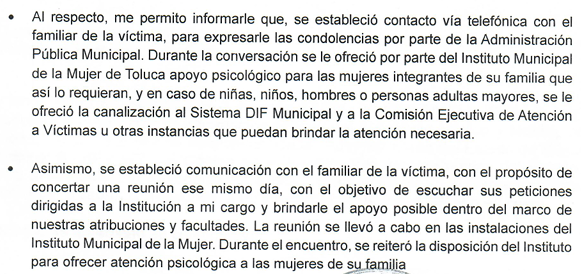 • Al respecto, me permito informarle que, se estableció contacto vía telefónica con el
familiar de la víctima, para expresarle las condolencias por parte de la Administración
Pública Municipal. Durante la conversación se le ofreció por parte del Instituto Municipal
de la Mujer de Toluca apoyo psicológico para las mujeres integrantes de su familia que
así lo requieran, y en caso de niñas, niños, hombres o personas adultas mayores, se le
ofreció la canalización al Sistema DIF Municipal y a la Comisión Ejecutiva de Atención
a Víctimas u otras instancias que puedan brindar la atención necesaria.
• Asimismo, se estableció comunicación con el familiar de la víctima, con el propósito de
concertar una reunión ese mismo día, con el objetivo de escuchar sus peticiones
dirigidas a la Institución a mi cargo y brindarle el apoyo posible dentro del marco de
nuestras atribuciones y facultades. La reunión se llevó a cabo en las instalaciones del
Instituto Municipal de la Mujer. Durante el encuentro, se reiteró la disposición del Instituto
para ofrecer atención psicológica a las mujeres de su familia